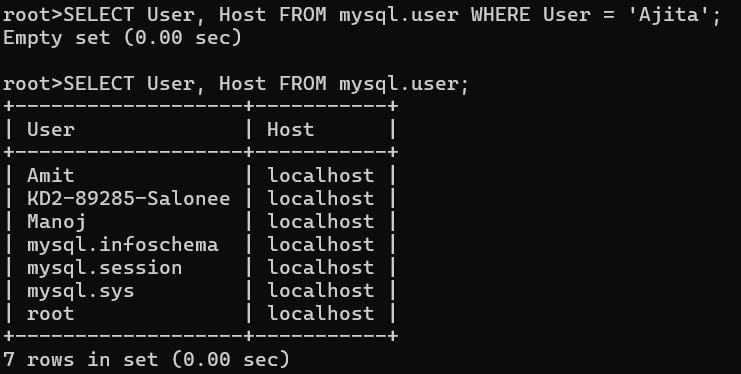 root>SELECT User, Host FROM mysql.user WHERE User = 'Ajita';
Empty set (0.00 sec)

root>SELECT User, Host FROM mysql.user;
+-------------------+-----------+
| User              | Host      |
+-------------------+-----------+
| Amit              | localhost |
| KD2-89285-Salonee | localhost |
| Manoj             | localhost |
| mysql.infoschema  | localhost |
| mysql.session     | localhost |
| mysql.sys         | localhost |
| root              | localhost |
+-------------------+-----------+
7 rows in set (0.00 sec)